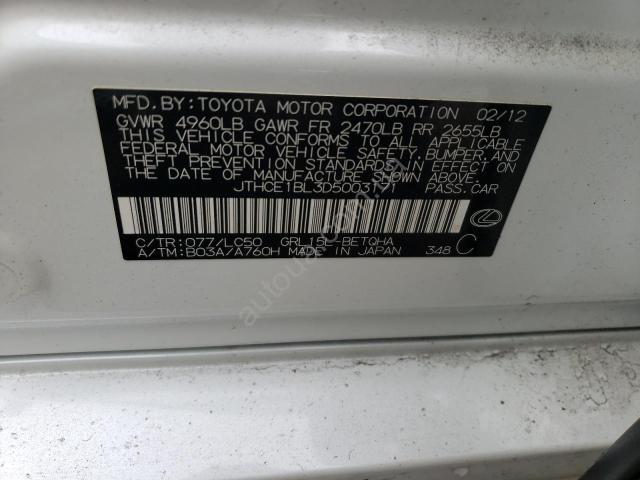 MFD. BY: TOYOTA MOTOR CORPORATION 02/12
GVWR 4960LB GAWR FR 2470LB RR 2655LB
THIS VEHICLE CONFORMS TO ALL APPLICABLE
FEDERAL MOTOR VEHICLE SAFETY, BUMPER, AND
THEFT PREVENTION STANDARDS IN EFFECT ON
THE DATE OF MANUFACTURE SHOWN ABOVE.
PASS. CAR
C/TR: 077/LC50 GRL15L-BETQHA
A/TM: B03A/A760H MADE IN JAPAN 348 C